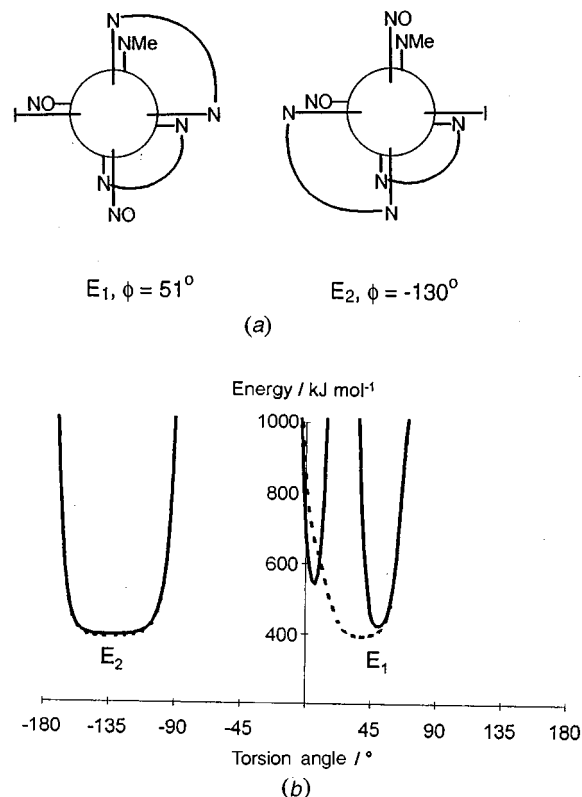 N
NMe
NO
I
N
N
N
NO
NO
NMe
NO
N
I
N
N
N
E₁, ϕ = 51°
E₂, ϕ = -130°
(a)
Energy / kJ mol⁻¹
1000
800
600
400
E₂
E₁
-180 -135 -90 -45 45 90 135 180
Torsion angle / °
(b)